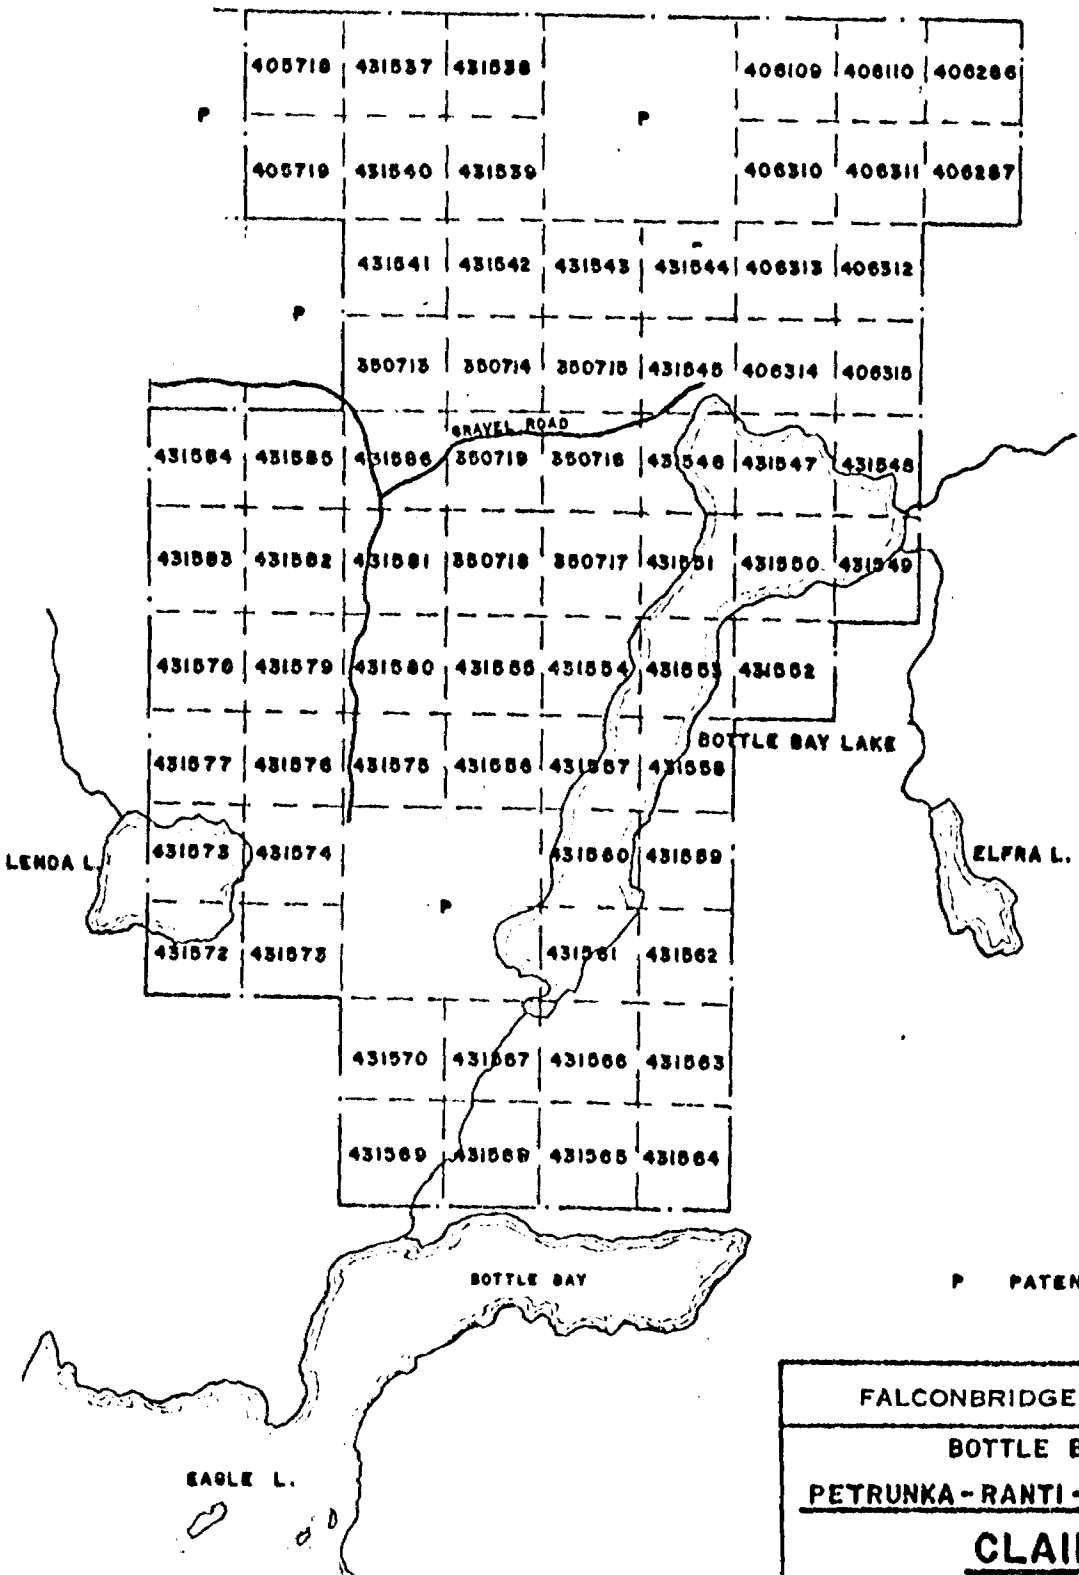 405718 431537 431538 406109 406110 406286
P P
405719 431540 431539 406310 406311 406287
431541 431542 431543 431544 406313 406312
P
350713 350714 350715 431545 406314 406315
GRAVEL ROAD
431584 431585 431586 350719 350716 431546 431547 431548
431583 431582 431581 350718 350717 431551 431550 431549
431578 431579 431580 431555 431554 431553 431552
BOTTLE BAY LAKE
431577 431576 431575 431556 431557 431558
LENDA L. 431573 431574 431560 431559 ELFRA L.
P
431572 431573 431561 431562
431570 431567 431566 431563
431569 431568 431565 431564
BOTTLE BAY
P PATEN
FALCONBRIDGE
BOTTLE B
PETRUNKA-RANTI-
EAGLE L.
CLAI